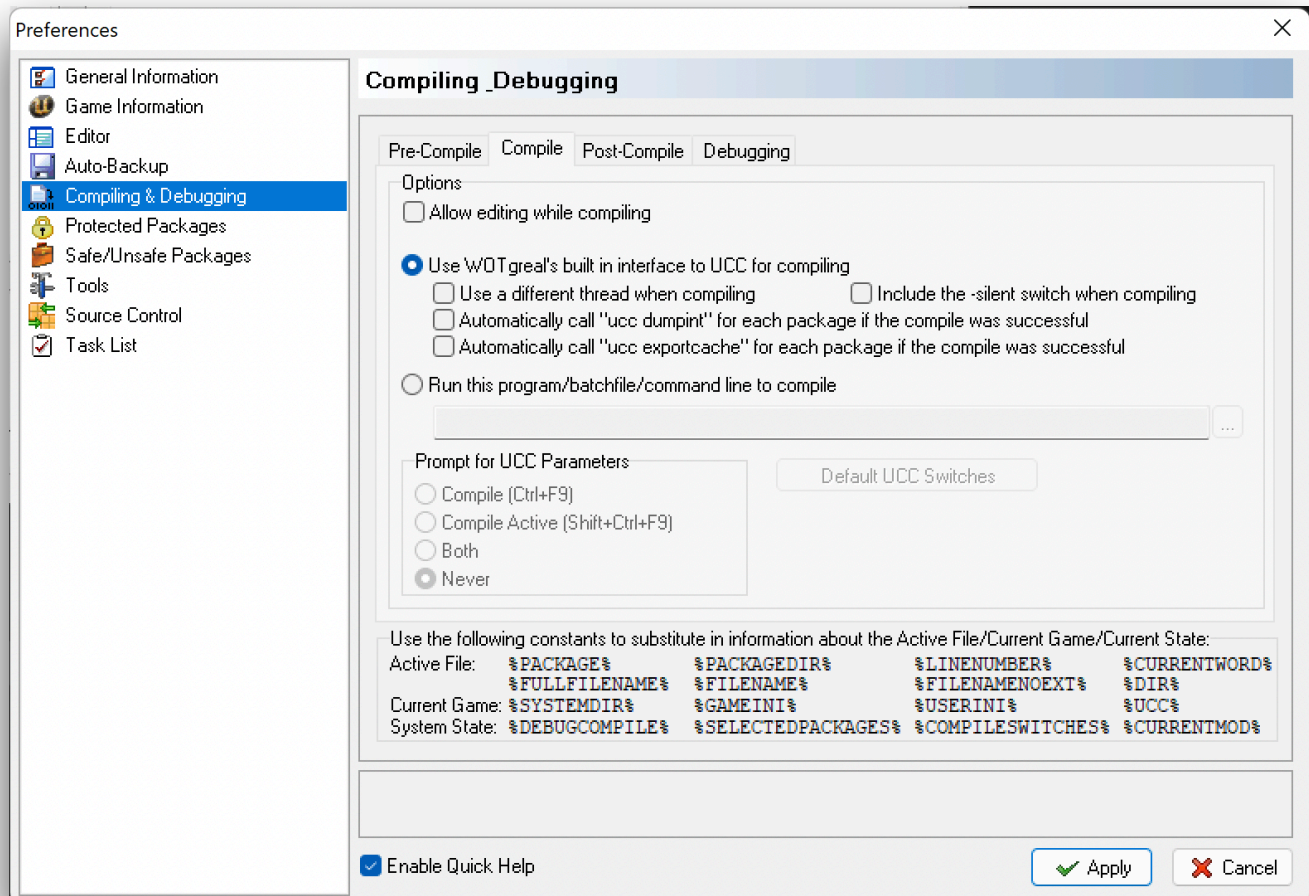 Preferences
General Information
Game Information
Editor
Auto-Backup
Compiling & Debugging
Protected Packages
Safe/Unsafe Packages
Tools
Source Control
Task List
Compiling _Debugging
Pre-Compile Compile Post-Compile Debugging
Options
Allow editing while compiling
Use WOTgreal's built in interface to UCC for compiling
Use a different thread when compiling Include the -silent switch when compiling
Automatically call "ucc dumpint" for each package if the compile was successful
Automatically call "ucc exportcache" for each package if the compile was successful
Run this program/batchfile/command line to compile
...
Prompt for UCC Parameters
Default UCC Switches
Compile (Ctrl+F9)
Compile Active (Shift+Ctrl+F9)
Both
Never
Use the following constants to substitute in information about the Active File/Current Game/Current State:
Active File: %PACKAGE% %PACKAGEDIR% %LINENUMBER% %CURRENTWORD%
%FULLFILENAME% %FILENAME% %FILENAMENOEXT% %DIR%
Current Game: %SYSTEMDIR% %GAMEINI% %USERINI% %UCC%
System State: %DEBUGCOMPILE% %SELECTEDPACKAGES% %COMPILESWITCHES% %CURRENTMOD%
Enable Quick Help
Apply Cancel